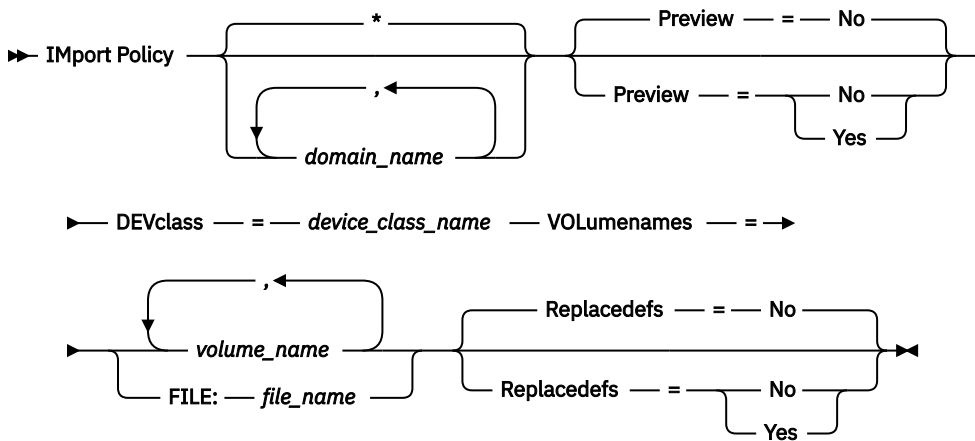 *
Preview = No
IMport Policy
,
domain_name
Preview = No
Yes
DEVclass = device_class_name VOLumenames =
,
volume_name
FILE: file_name
Replacedefs = No
Replacedefs = No
Yes